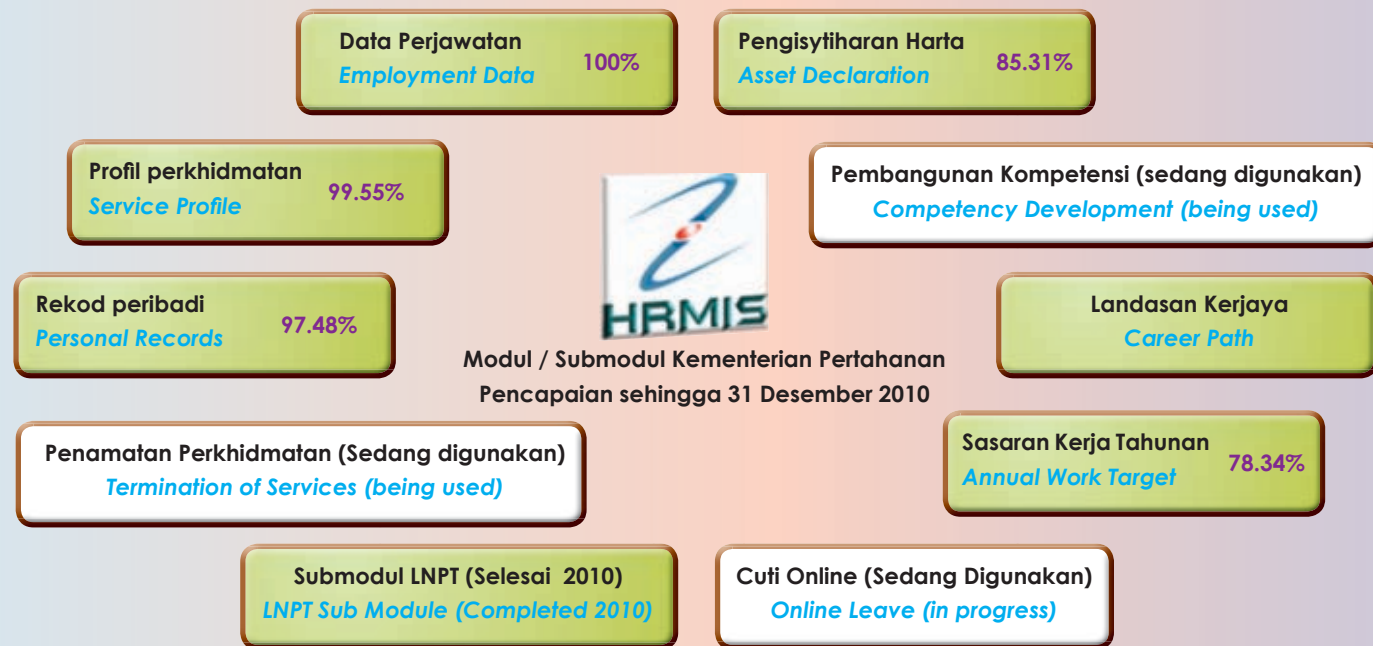 Data Perjawatan
Employment Data
100%
Pengisytiharan Harta
Asset Declaration
85.31%
Profil perkhidmatan
Service Profile
99.55%
Pembangunan Kompetensi (sedang digunakan)
Competency Development (being used)
Rekod peribadi
Personal Records
97.48%
HRMIS
Modul / Submodul Kementerian Pertahanan
Pencapaian sehingga 31 Desember 2010
Landasan Kerjaya
Career Path
Penamatan Perkhidmatan (Sedang digunakan)
Termination of Services (being used)
Sasaran Kerja Tahunan
Annual Work Target
78.34%
Submodul LNPT (Selesai 2010)
LNPT Sub Module (Completed 2010)
Cuti Online (Sedang Digunakan)
Online Leave (in progress)